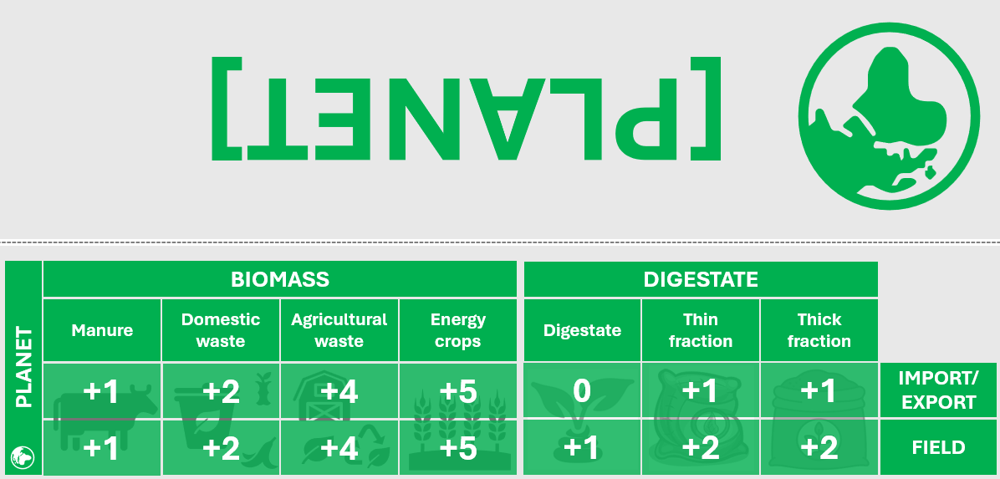 [PLANET]
PLANET
BIOMASS
DIGESTATE
Manure
Domestic
waste
Agricultural
waste
Energy
crops
Digestate
Thin
fraction
Thick
fraction
+1 +2 +4 +5 0 +1 +1
IMPORT/
EXPORT
+1 +2 +4 +5 +1 +2 +2 FIELD